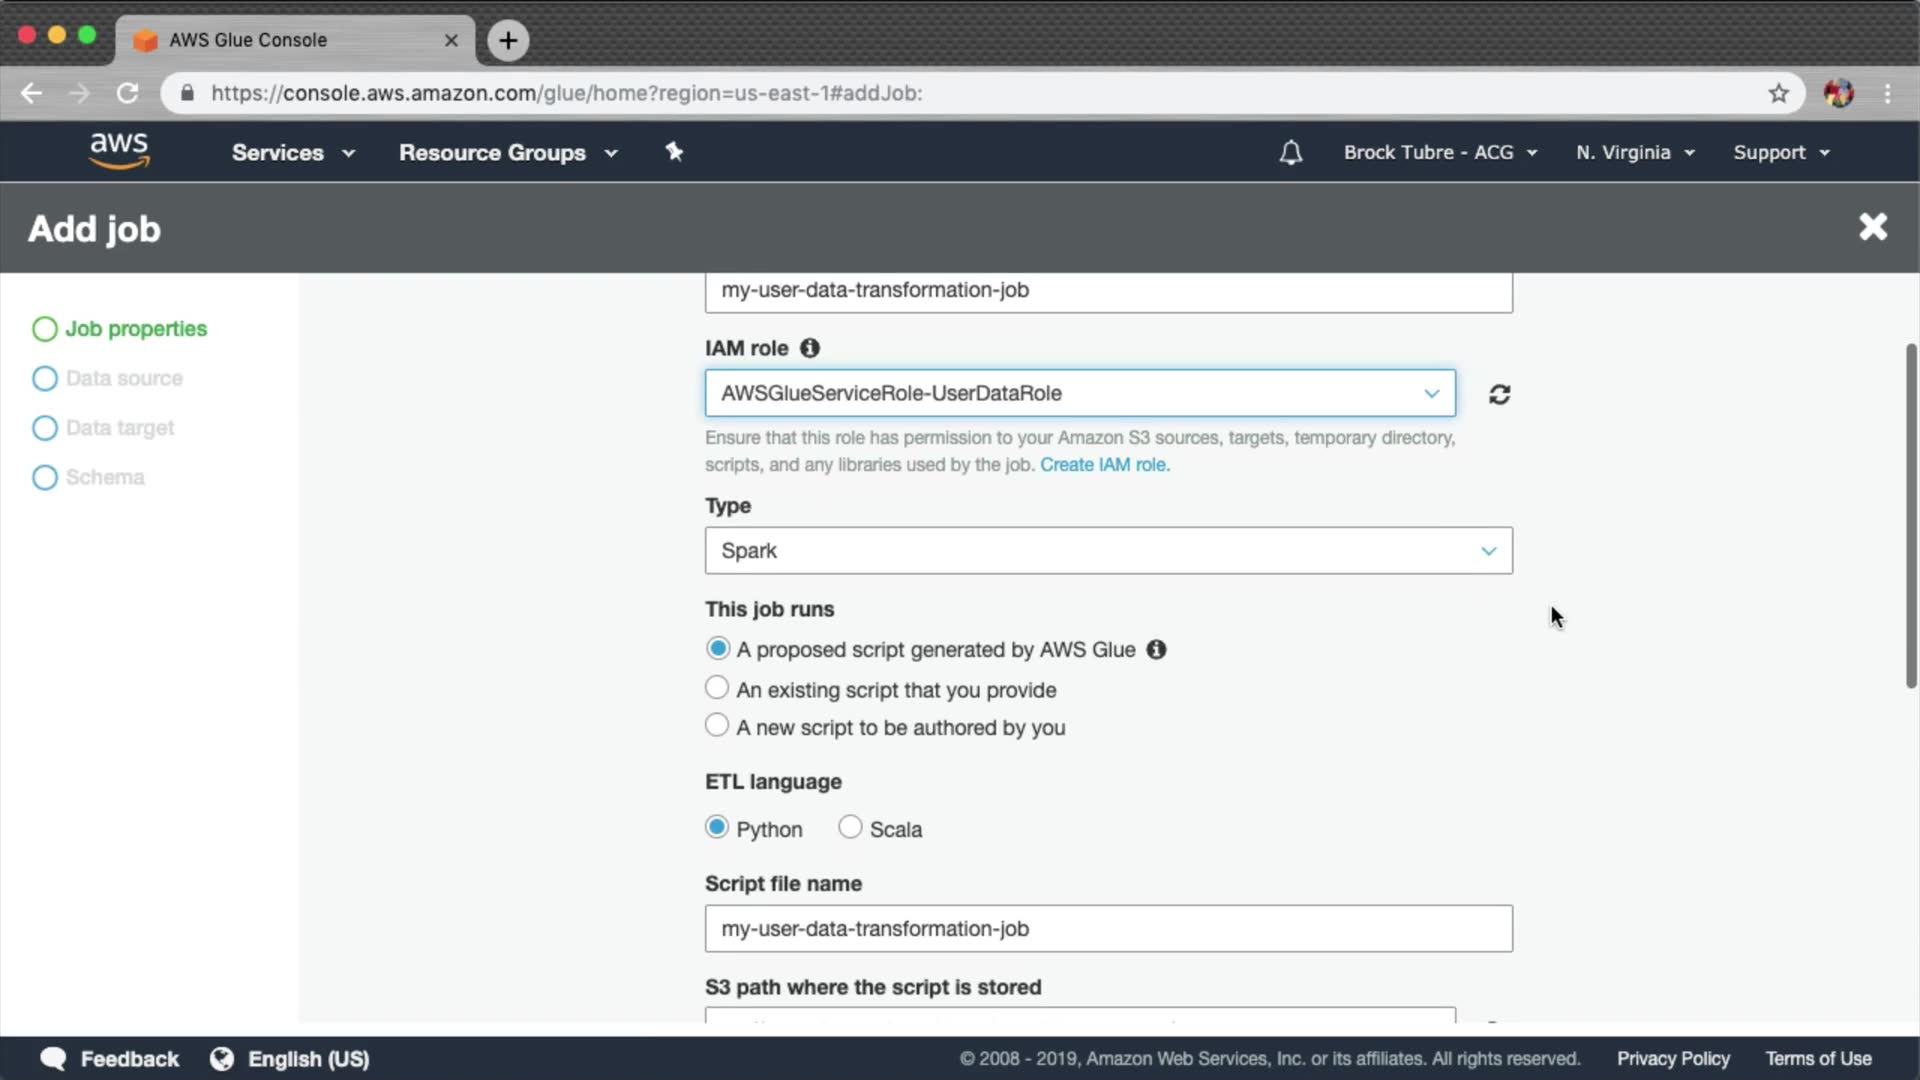 AWS Glue Console
https://console.aws.amazon.com/glue/home?region=us-east-1#addJob:
aws
Services
Resource Groups
Brock Tubre - ACG
N. Virginia
Support
Add job
Job properties
Data source
Data target
Schema
my-user-data-transformation-job
IAM role
AWSGlueServiceRole-UserDataRole
Ensure that this role has permission to your Amazon S3 sources, targets, temporary directory,
scripts, and any libraries used by the job. Create IAM role.
Type
Spark
This job runs
A proposed script generated by AWS Glue
An existing script that you provide
A new script to be authored by you
ETL language
Python
Scala
Script file name
my-user-data-transformation-job
S3 path where the script is stored
Feedback
English (US)
© 2008 - 2019, Amazon Web Services, Inc. or its affiliates. All rights reserved.
Privacy Policy
Terms of Use